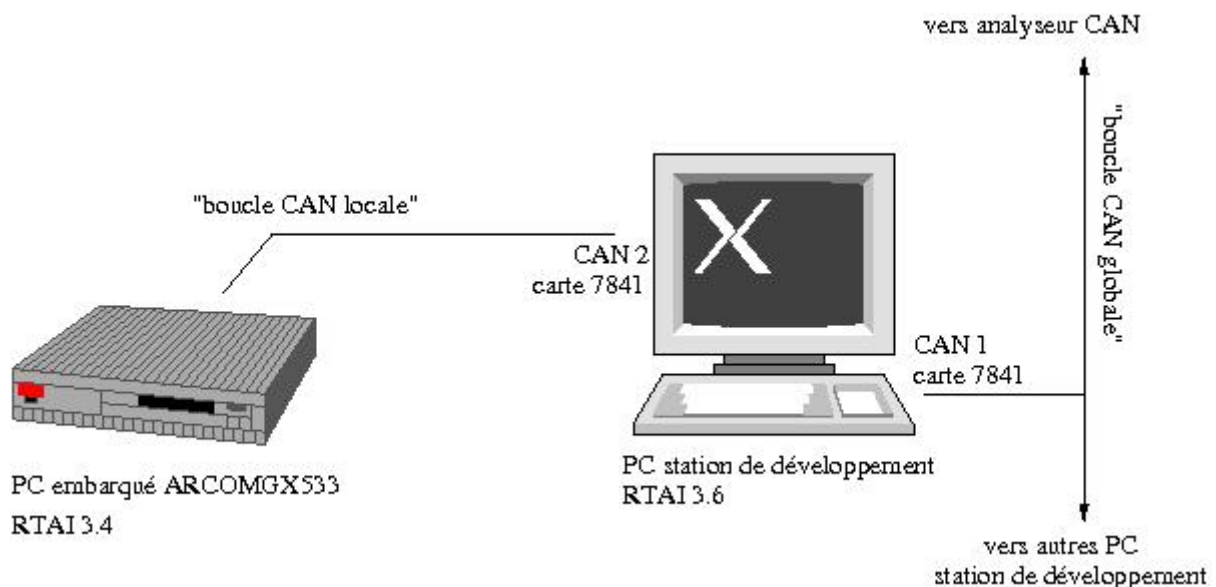 vers analyseur CAN
"boucle CAN globale"
"boucle CAN locale"
CAN 2
carte 7841
CAN 1
carte 7841
PC embarqué ARCOMGX533
RTAI 3.4
PC station de développement
RTAI 3.6
vers autres PC
station de développement